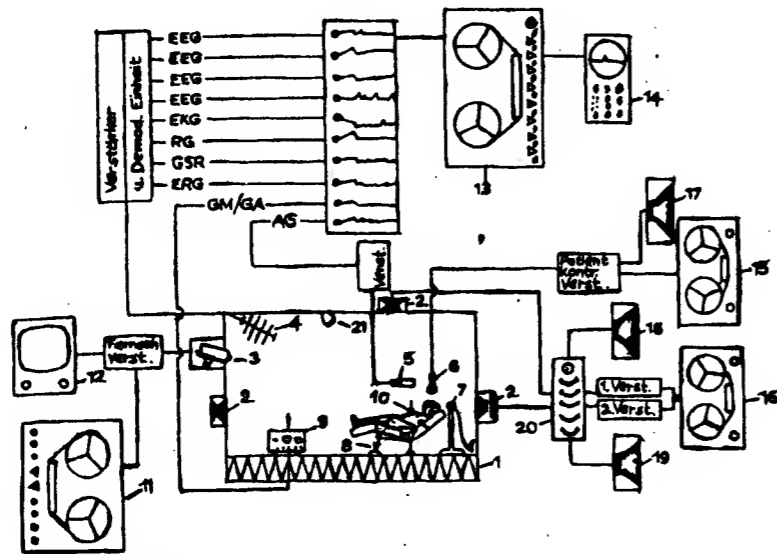 Verstärker
u. Demod. Einheit
EEG
EEG
EEG
EEG
EKG
RG
GSR
ERG
GM/GA
AG
13
14
17
Verst.
Patient
Kontr.
Verst.
15
2
4
21
18
Fernseh
Verst.
3
5
6
12
10
7
2
1. Verst.
2. Verst.
16
2
9
20
8
1
19
11